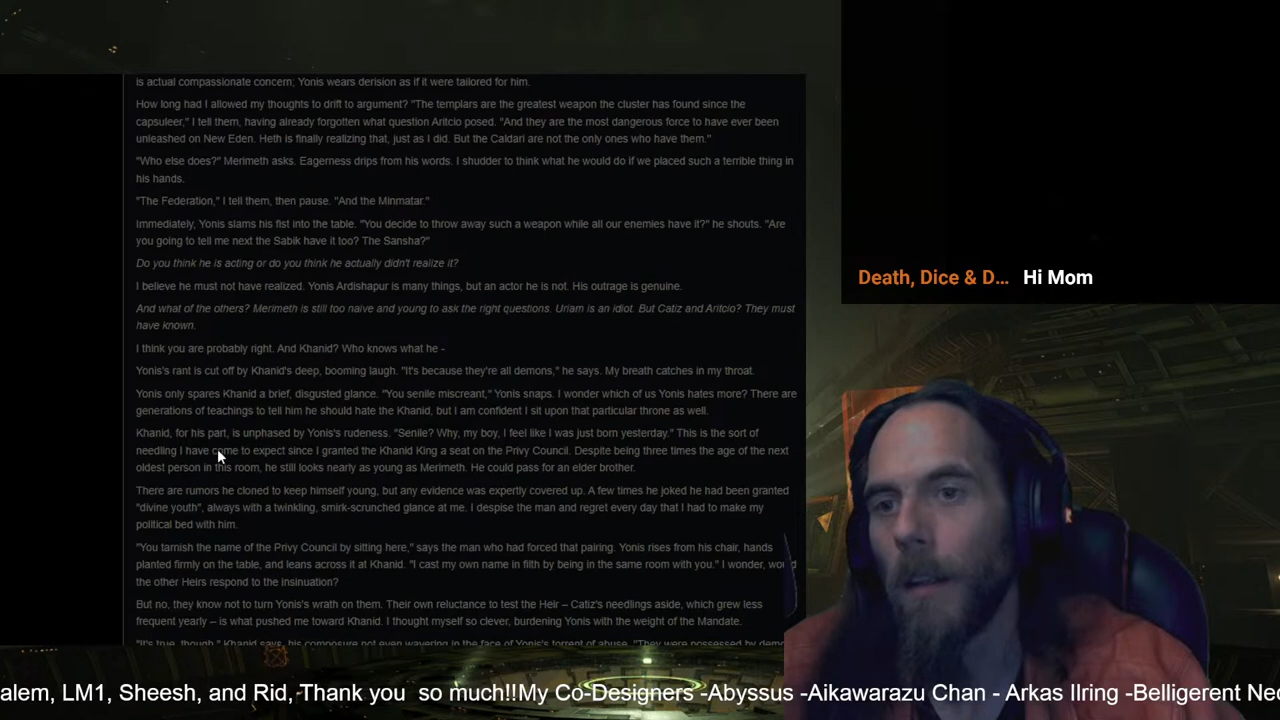 is actual compassionate concern; Yonis wears derision as if it were tailored for him.
How long had I allowed my thoughts to drift to argument? "The templars are the greatest weapon the cluster has found since the
capsuleer," I tell them, having already forgotten what question Aritcio posed. "And they are the most dangerous force to have ever been
unleashed on New Eden. Heth is finally realizing that, just as I did. But the Caldari are not the only ones who have them."
"Who else does?" Merimeth asks. Eagerness drips from his words. I shudder to think what he would do if we placed such a terrible thing in
his hands.
"The Federation," I tell them, then pause. "And the Minmatar."
Immediately, Yonis slams his fist into the table. "You decide to throw away such a weapon while all our enemies have it?" he shouts. "Are
you going to tell me next the Sabik have it too? The Sansha?"
Do you think he is acting or do you think he actually didn't realize it?
I believe he must not have realized. Yonis Ardishapur is many things, but an actor he is not. His outrage is genuine.
And what of the others? Merimeth is still too naive and young to ask the right questions. Uriam is an idiot. But Catiz and Aritcio? They must
have known.
I think you are probably right. And Khanid? Who knows what he -
Yonis's rant is cut off by Khanid's deep, booming laugh. "It's because they're all demons," he says. My breath catches in my throat.
Yonis only spares Khanid a brief, disgusted glance. "You senile miscreant," Yonis snaps. I wonder which of us Yonis hates more? There are
generations of teachings to tell him he should hate the Khanid, but I am confident I sit upon that particular throne as well.
Khanid, for his part, is unphased by Yonis's rudeness. "Senile? Why, my boy, I feel like I was just born yesterday." This is the sort of
needling I have come to expect since I granted the Khanid King a seat on the Privy Council. Despite being three times the age of the next
oldest person in this room, he still looks nearly as young as Merimeth. He could pass for an elder brother.
There are rumors he cloned to keep himself young, but any evidence was expertly covered up. A few times he joked he had been granted
"divine youth", always with a twinkling, smirk-scrunched glance at me. I despise the man and regret every day that I had to make my
political bed with him.
"You tarnish the name of the Privy Council by sitting here," says the man who had forced that pairing. Yonis rises from his chair, hands
planted firmly on the table, and leans across it at Khanid. "I cast my own name in filth by being in the same room with you." I wonder, would
the other Heirs respond to the insinuation?
But no, they know not to turn Yonis's wrath on them. Their own reluctance to test the Heir – Catiz's needlings aside, which grew less
frequent yearly – is what pushed me toward Khanid. I thought myself so clever, burdening Yonis with the weight of the Mandate.
"It's true, though," Khanid says, his composure not even wavering in the face of Yonis's torrent of abuse. "They were possessed by demo
Death, Dice & D… Hi Mom
alem, LM1, Sheesh, and Rid, Thank you so much!!My Co-Designers -Abyssus -Aikawarazu Chan - Arkas Ilring -Belligerent Nec